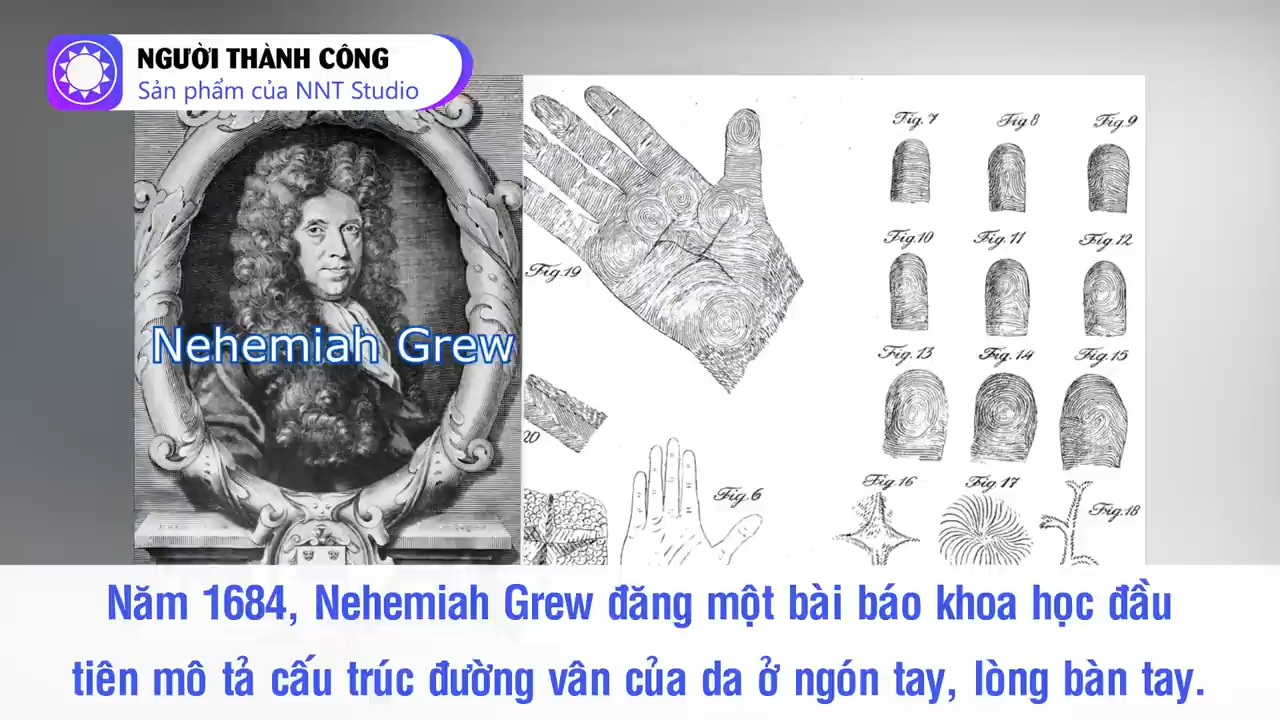 NGƯỜI THÀNH CÔNG
Sản phẩm của NNT Studio
Fig.7 Fig8 Fig.9
Fig.10 Fig.11 Fig.12
Fig.19
Nehemiah Grew
Fig.13 Fig.14 Fig.15
20
Fig.6
Fig.16 Fig.17
Fig.18
Năm 1684, Nehemiah Grew đăng một bài báo khoa học đầu
tiên mô tả cấu trúc đường vân của da ở ngón tay, lòng bàn tay.